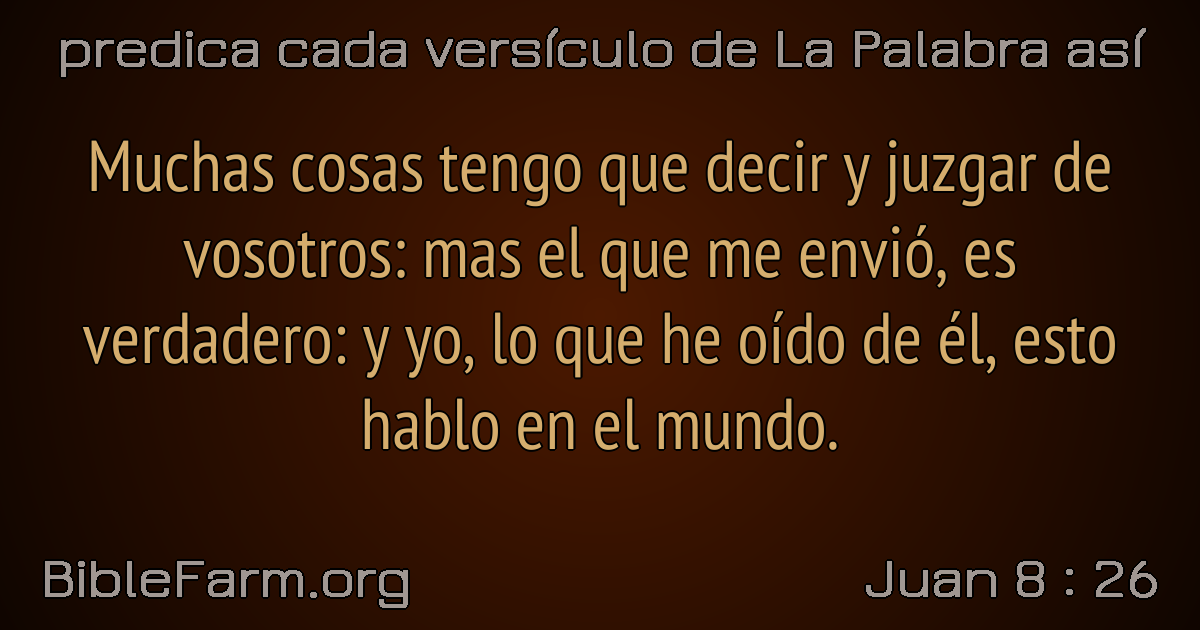 predica cada versículo de La Palabra así
Muchas cosas tengo que decir y juzgar de
vosotros: mas el que me envió, es
verdadero: y yo, lo que he oído de él, esto
hablo en el mundo.
BibleFarm.org
Juan 8 : 26